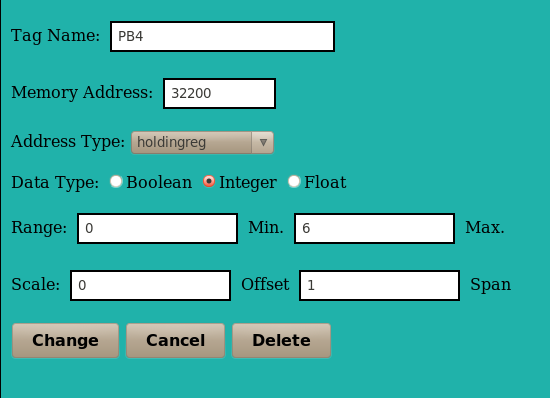 Tag Name: PB4
Memory Address: 32200
Address Type: holdingreg
Data Type: Boolean Integer Float
Range: 0 Min. 6 Max.
Scale: 0 Offset 1 Span
Change Cancel Delete